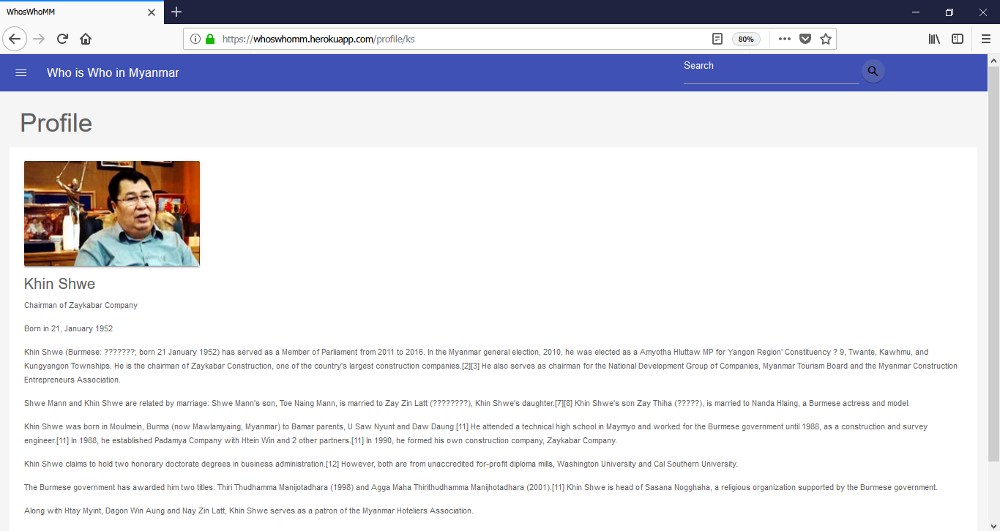 WhosWhoMM
https://whoswhomm.herokuapp.com/profile/ks
80%
Who is Who in Myanmar
Search
Profile
Khin Shwe
Chairman of Zaykabar Company
Born in 21, January 1952
Khin Shwe (Burmese: ???????; born 21 January 1952) has served as a Member of Parliament from 2011 to 2016. In the Myanmar general election, 2010, he was elected as a Amyotha Hluttaw MP for Yangon Region' Constituency ? 9, Twante, Kawhmu, and
Kungyangon Townships. He is the chairman of Zaykabar Construction, one of the country's largest construction companies.[2][3] He also serves as chairman for the National Development Group of Companies, Myanmar Tourism Board and the Myanmar Construction
Entrepreneurs Association.
Shwe Mann and Khin Shwe are related by marriage: Shwe Mann's son, Toe Naing Mann, is married to Zay Zin Latt (????????), Khin Shwe's daughter.[7][8] Khin Shwe's son Zay Thiha (?????), is married to Nanda Hlaing, a Burmese actress and model.
Khin Shwe was born in Moulmein, Burma (now Mawlamyaing, Myanmar) to Bamar parents, U Saw Nyunt and Daw Daung.[11] He attended a technical high school in Maymyo and worked for the Burmese government until 1988, as a construction and survey
engineer.[11] In 1988, he established Padamya Company with Htein Win and 2 other partners.[11] In 1990, he formed his own construction company, Zaykabar Company.
Khin Shwe claims to hold two honorary doctorate degrees in business administration.[12] However, both are from unaccredited for-profit diploma mills, Washington University and Cal Southern University.
The Burmese government has awarded him two titles: Thiri Thudhamma Manijotadhara (1998) and Agga Maha Thirithudhamma Manijhotadhara (2001).[11] Khin Shwe is head of Sasana Nogghaha, a religious organization supported by the Burmese government.
Along with Htay Myint, Dagon Win Aung and Nay Zin Latt, Khin Shwe serves as a patron of the Myanmar Hoteliers Association.